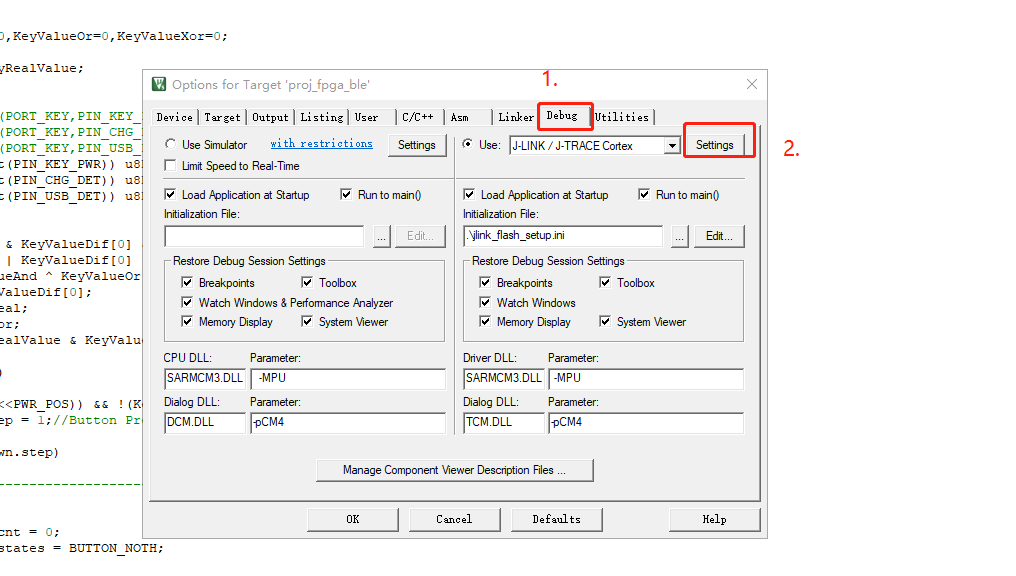 0,KeyValueOr=0,KeyValueXor=0;
yRealValue;
(PORT_KEY,PIN_KEY_
(PORT_KEY,PIN_CHG_
(PORT_KEY,PIN_USB_
t(PIN_KEY_PWR)) u8
t(PIN_CHG_DET)) u8
t(PIN_USB_DET)) u8
& KeyValueDif[0]
| KeyValueDif[0]
ueAnd ^ KeyValueOr
ValueDif[0];
eal;
or;
ealValue & KeyValu
)
<<PWR_POS)) && !(K
ep = 1;//Button Pr
wn.step)
------------------
cnt = 0;
states = BUTTON_NOTH;
1.
Options for Target 'proj_fpga_ble'
Device Target Output Listing User C/C++ Asm Linker Debug Utilities
Use Simulator with restrictions Settings
Limit Speed to Real-Time
Use: J-LINK / J-TRACE Cortex Settings
2.
Load Application at Startup Run to main()
Initialization File:
... Edit...
Restore Debug Session Settings
Breakpoints Toolbox
Watch Windows & Performance Analyzer
Memory Display System Viewer
CPU DLL: Parameter:
SARMCM3.DLL -MPU
Dialog DLL: Parameter:
DCM.DLL -pCM4
Load Application at Startup Run to main()
Initialization File:
.\jlink_flash_setup.ini ... Edit...
Restore Debug Session Settings
Breakpoints Toolbox
Watch Windows
Memory Display System Viewer
Driver DLL: Parameter:
SARMCM3.DLL -MPU
Dialog DLL: Parameter:
TCM.DLL -pCM4
Manage Component Viewer Description Files ...
OK Cancel Defaults Help